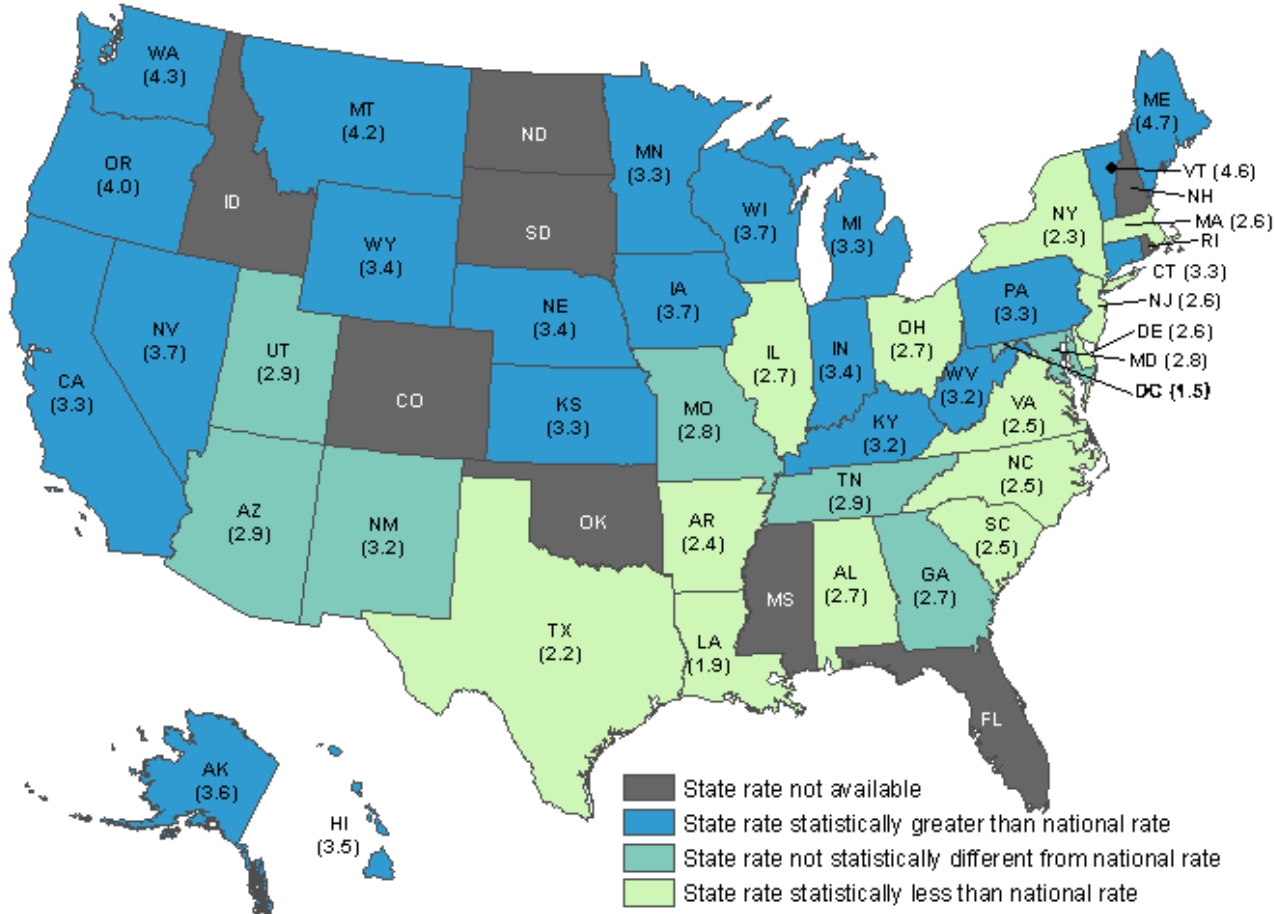 WA
(4.3)
MT
(4.2)
ND
MN
(3.3)
ME
(4.7)
OR
(4.0)
ID
SD
WI
(3.7)
MI
(3.3)
NY
(2.3)
VT (4.6)
NH
MA (2.6)
RI
CT (3.3)
NJ (2.6)
DE (2.6)
MD (2.8)
DC (1.5)
WY
(3.4)
NE
(3.4)
IA
(3.7)
PA
(3.3)
NV
(3.7)
UT
(2.9)
CA
(3.3)
CO
KS
(3.3)
MO
(2.8)
IL
(2.7)
IN
(3.4)
OH
(2.7)
WV
(3.2)
VA
(2.5)
KY
(3.2)
NC
(2.5)
TN
(2.9)
SC
(2.5)
AZ
(2.9)
NM
(3.2)
OK
AR
(2.4)
MS
AL
(2.7)
GA
(2.7)
TX
(2.2)
LA
(1.9)
FL
AK
(3.6)
HI
(3.5)
State rate not available
State rate statistically greater than national rate
State rate not statistically different from national rate
State rate statistically less than national rate